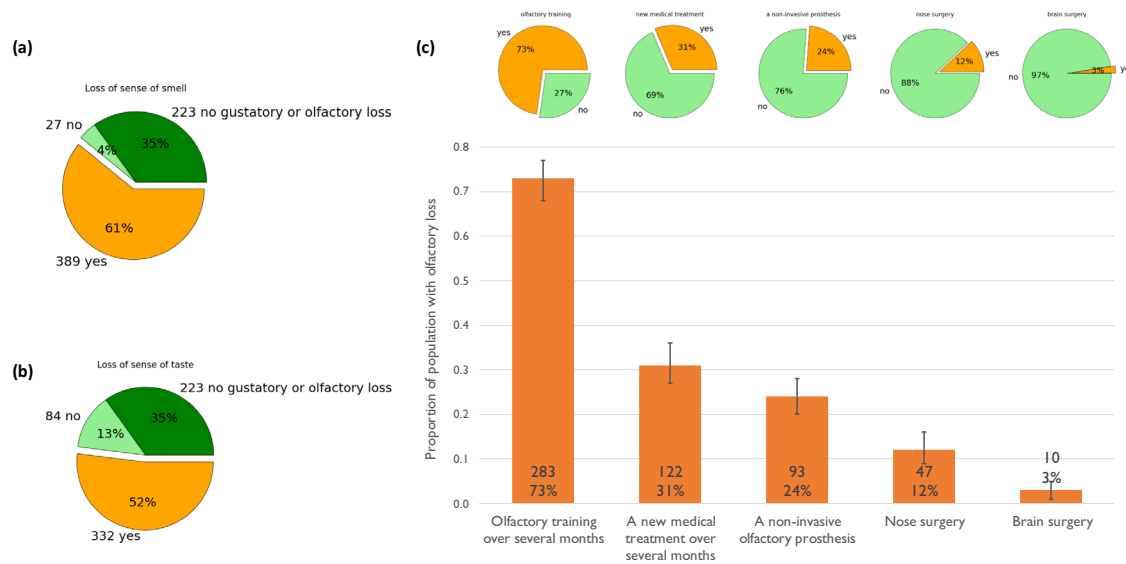 (a)
Loss of sense of smell
223 no gustatory or olfactory loss
27 no
4%
35%
61%
389 yes
(b)
Loss of sense of taste
223 no gustatory or olfactory loss
84 no
35%
13%
52%
332 yes
(c)
olfactory training
yes
73%
27%
no
new medical treatment
yes
31%
69%
no
a non-invasive prosthesis
yes
24%
76%
no
nose surgery
yes
12%
88%
no
brain surgery
no
97%
3%
Proportion of population with olfactory loss
0.8
0.7
0.6
0.5
0.4
0.3
0.2
0.1
0.0
283
73%
122
31%
93
24%
47
12%
10
3%
Olfactory training
over several months
A new medical
treatment over
several months
A non-invasive
olfactory prosthesis
Nose surgery
Brain surgery